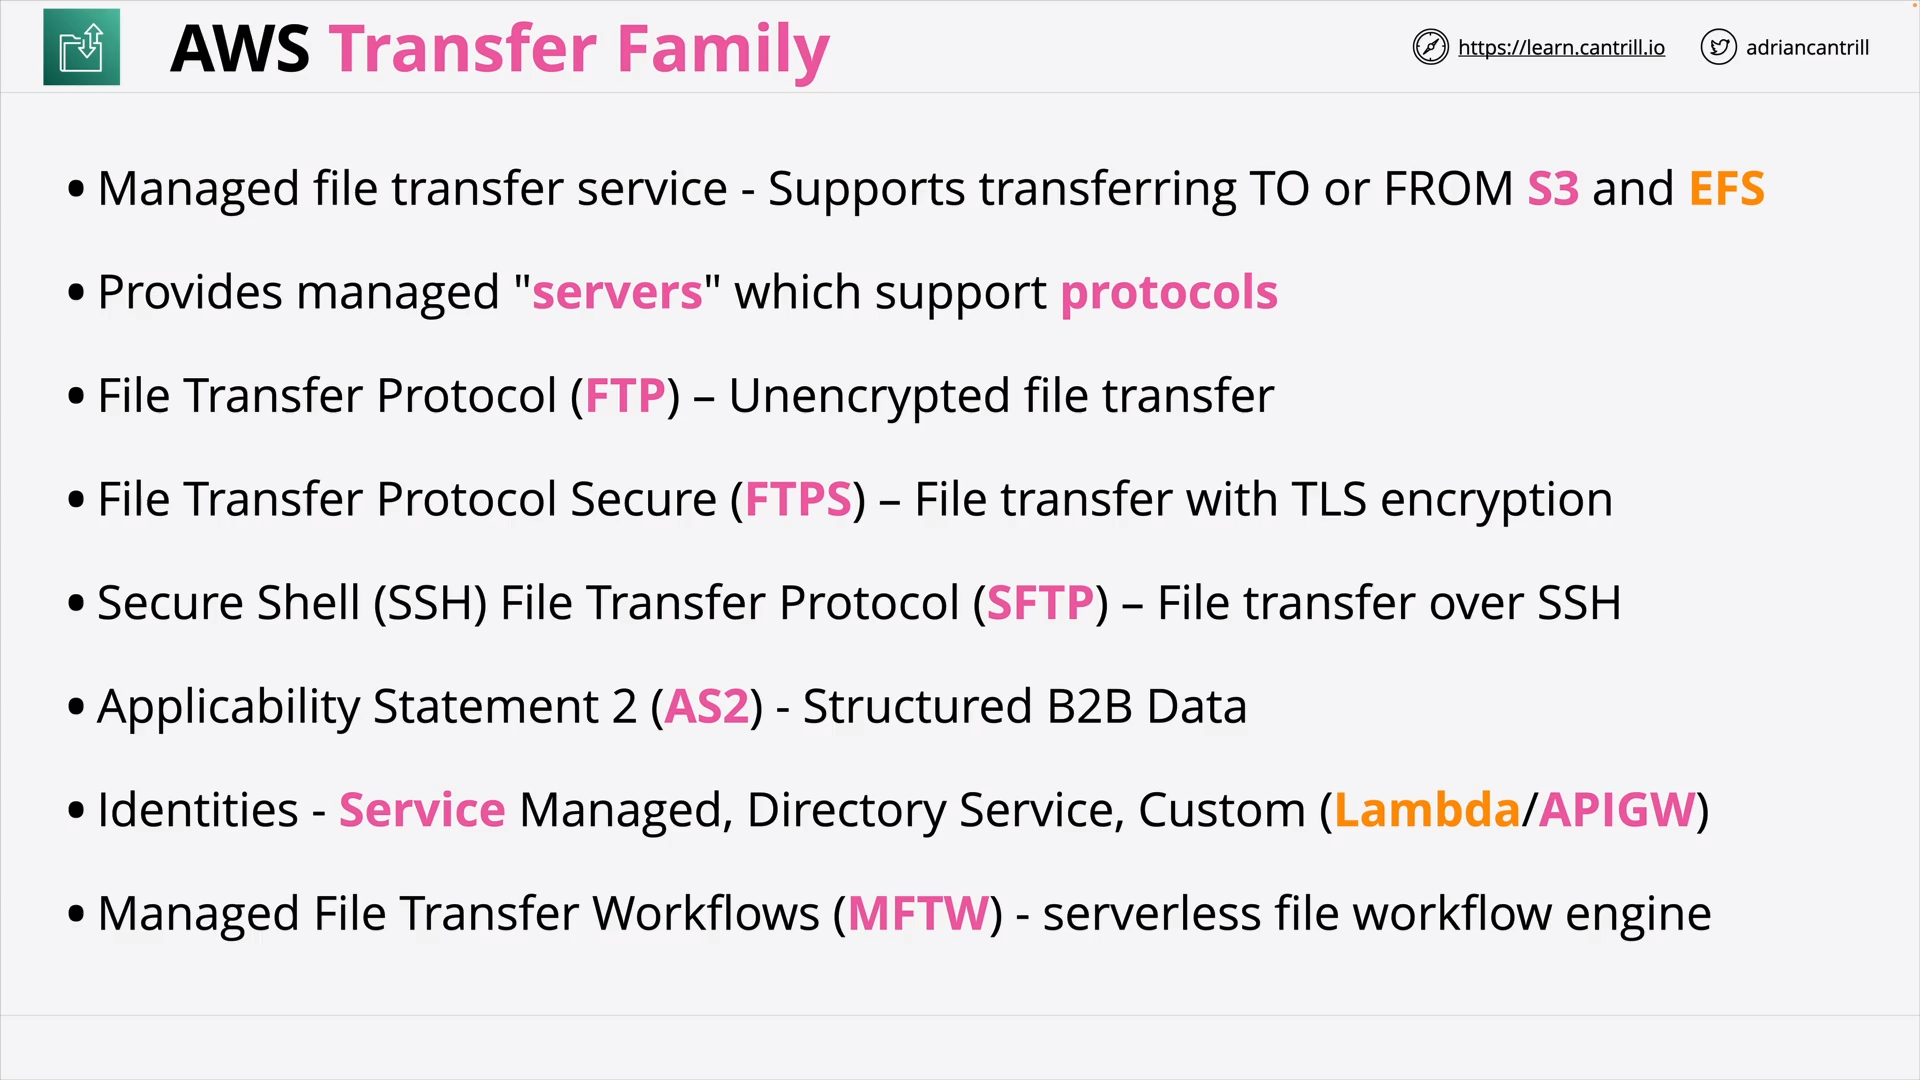 AWS Transfer Family
https://learn.cantrill.io
adriancantrill
• Managed file transfer service - Supports transferring TO or FROM S3 and EFS
• Provides managed "servers" which support protocols
• File Transfer Protocol (FTP) – Unencrypted file transfer
• File Transfer Protocol Secure (FTPS) – File transfer with TLS encryption
• Secure Shell (SSH) File Transfer Protocol (SFTP) – File transfer over SSH
• Applicability Statement 2 (AS2) - Structured B2B Data
• Identities - Service Managed, Directory Service, Custom (Lambda/APIGW)
• Managed File Transfer Workflows (MFTW) - serverless file workflow engine